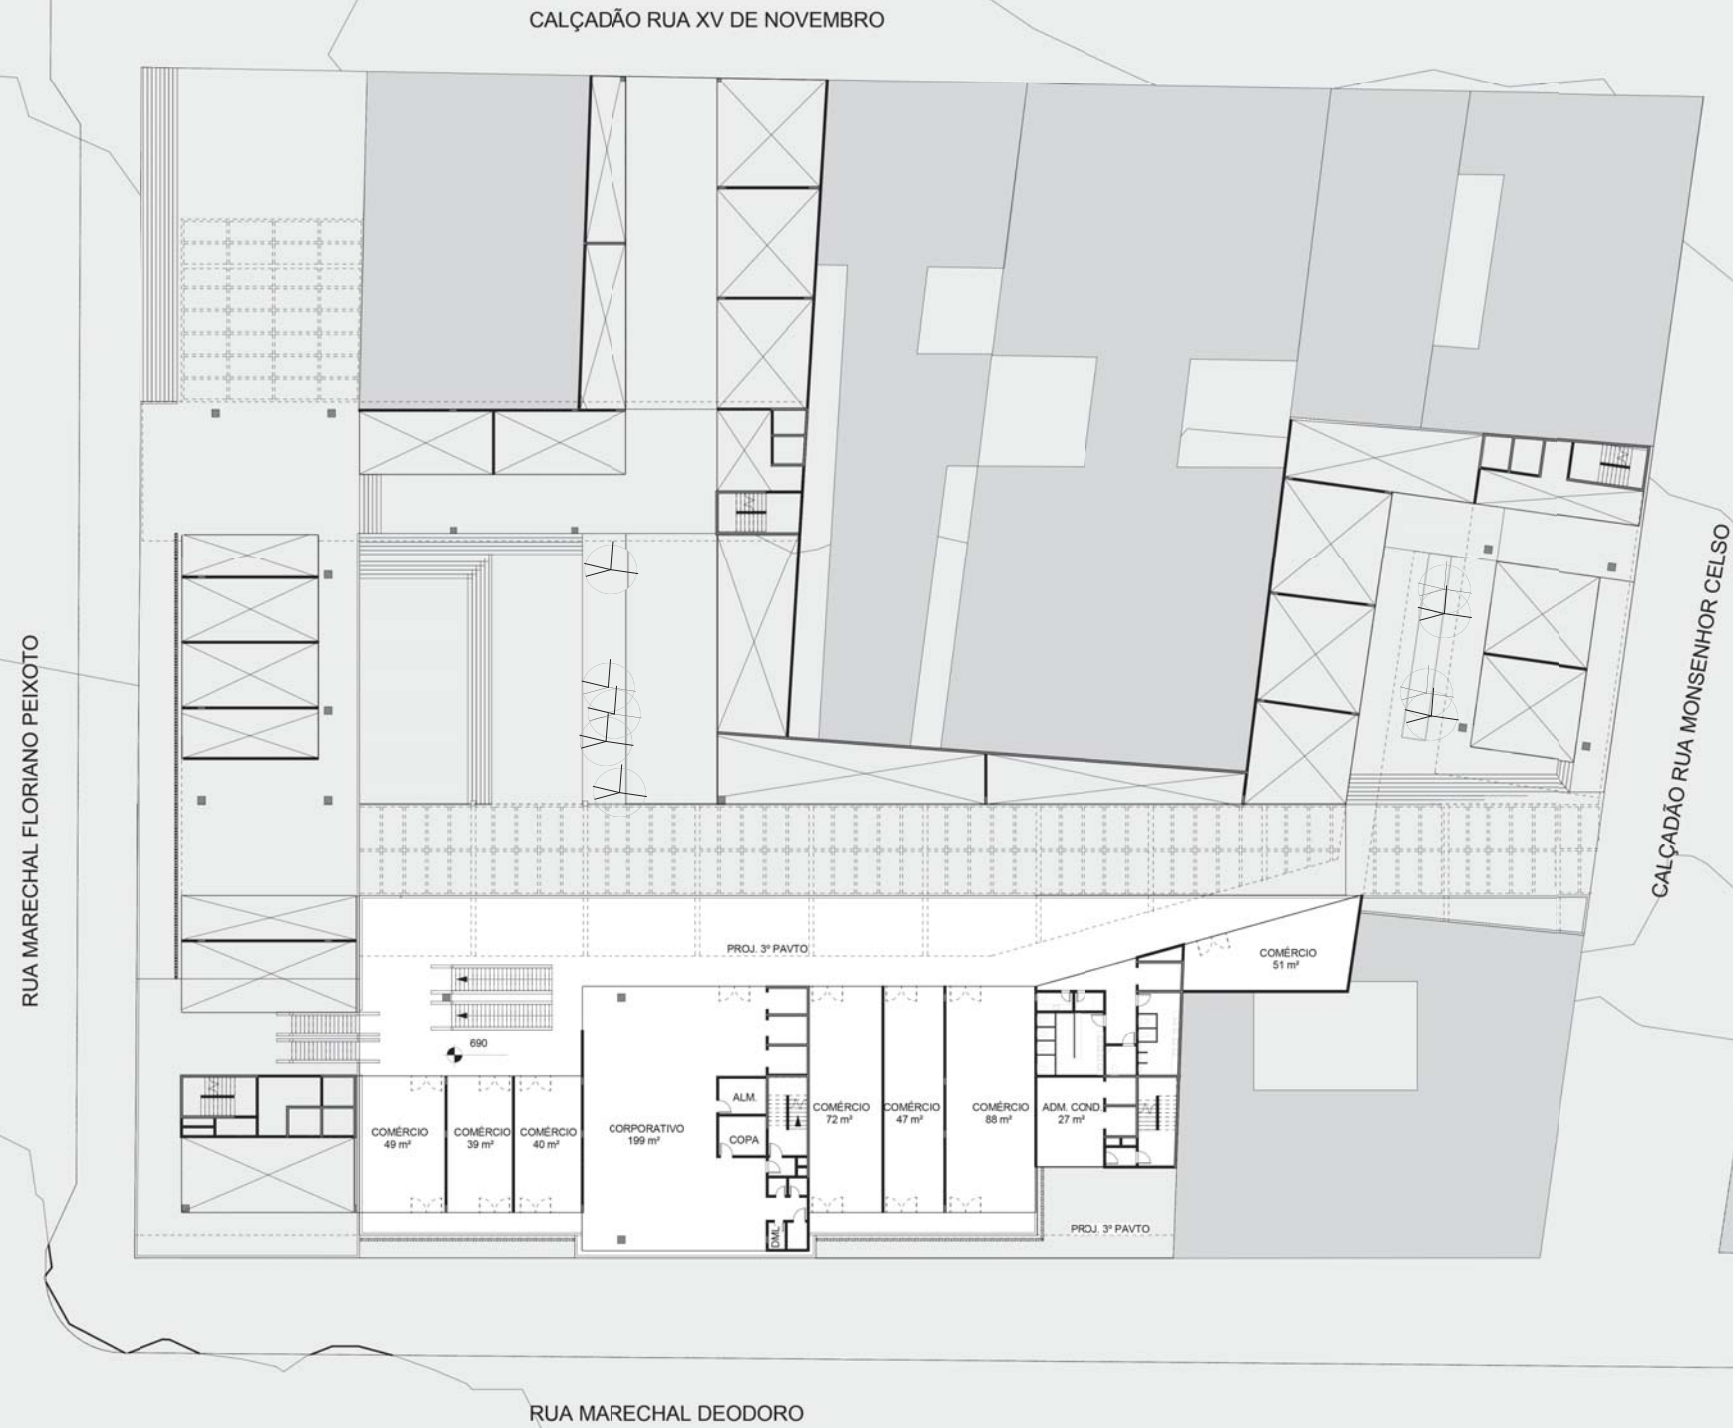 CALÇADÃO RUA XV DE NOVEMBRO
RUA MARECHAL FLORIANO PEIXOTO
CALÇADÃO RUA MONSENHOR CELSO
PROJ. 3º PAVTO
COMÉRCIO
51 m²
690
ALM.
COPA
COMÉRCIO
49 m²
COMÉRCIO
39 m²
COMÉRCIO
40 m²
CORPORATIVO
199 m²
COMÉRCIO
72 m²
COMÉRCIO
47 m²
COMÉRCIO
88 m²
ADM. COND.
27 m²
DML
PROJ. 3º PAVTO
RUA MARECHAL DEODORO